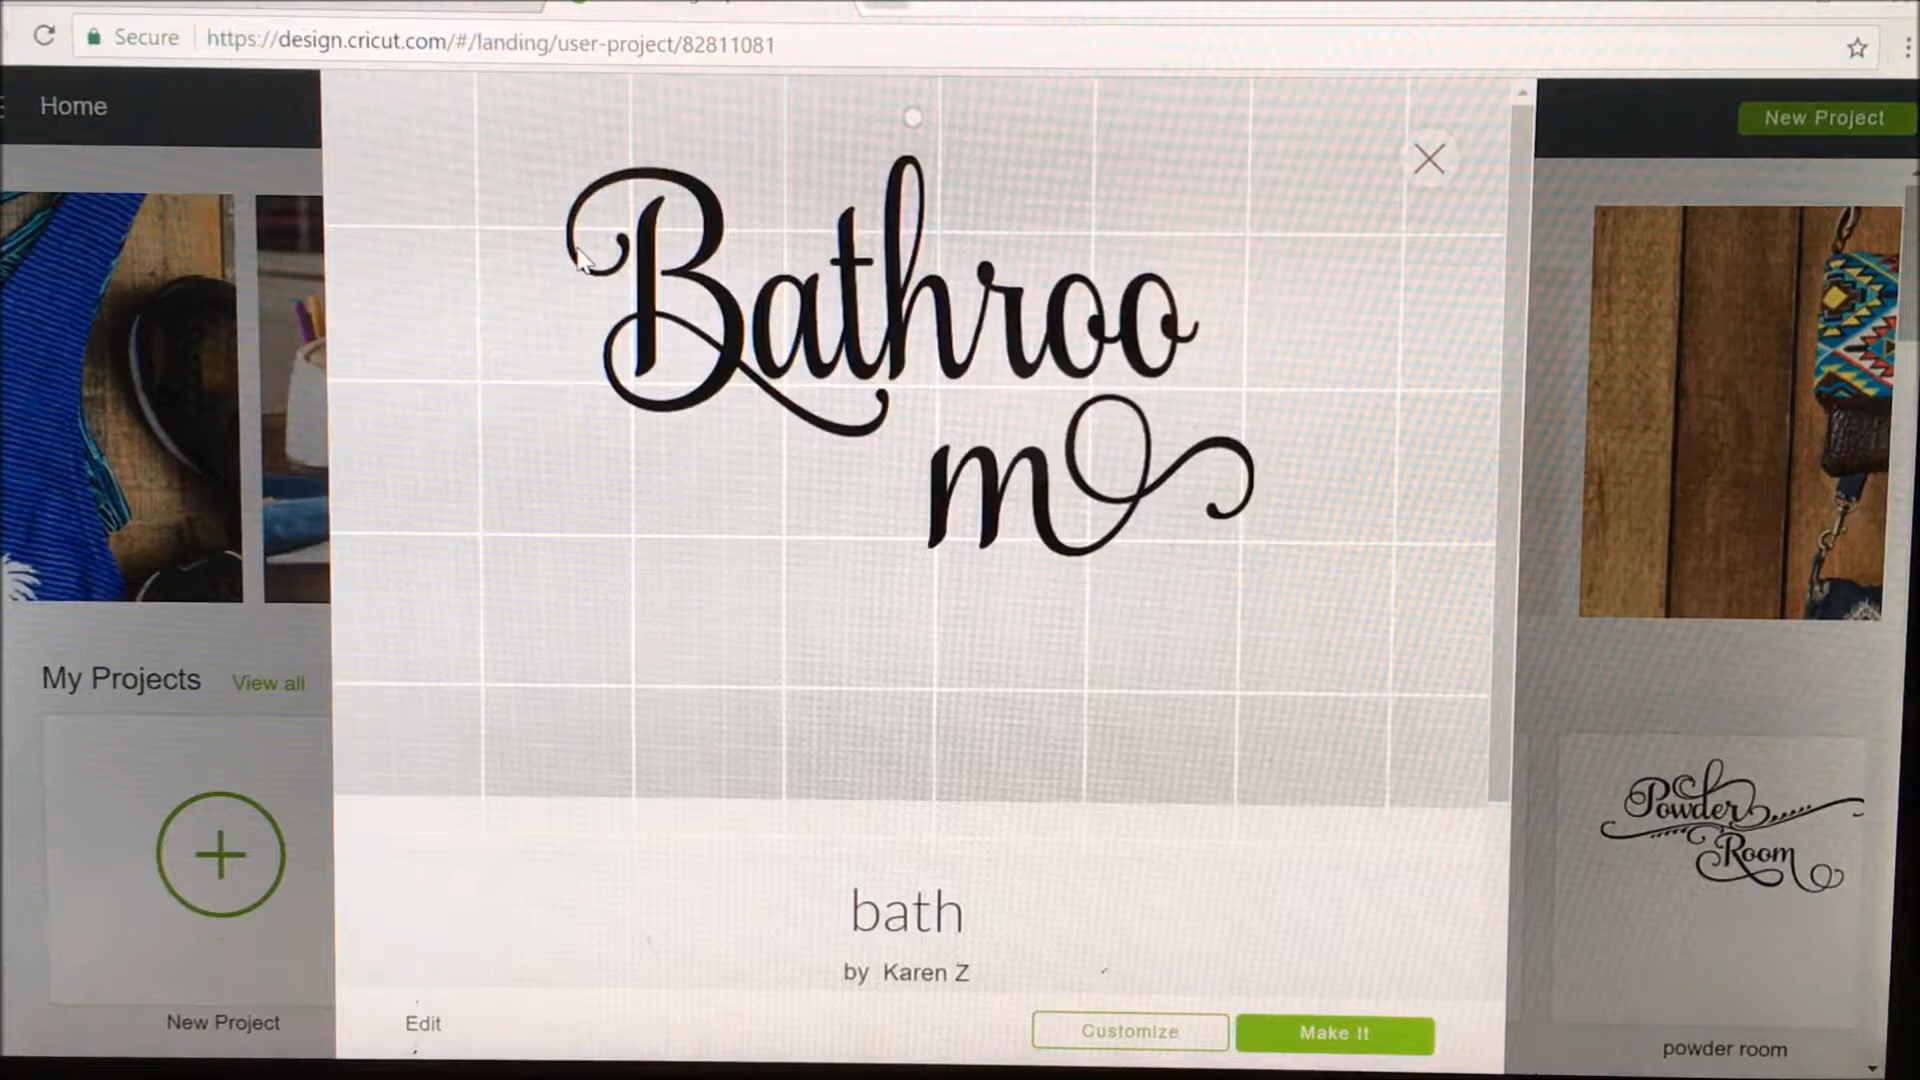 Secure https://design.cricut.com/#/landing/user-project/82811081
Home
New Project
Bathroo
m
My Projects View all
Powder
Room
bath
by Karen Z
New Project
Edit
Customize
Make It
powder room